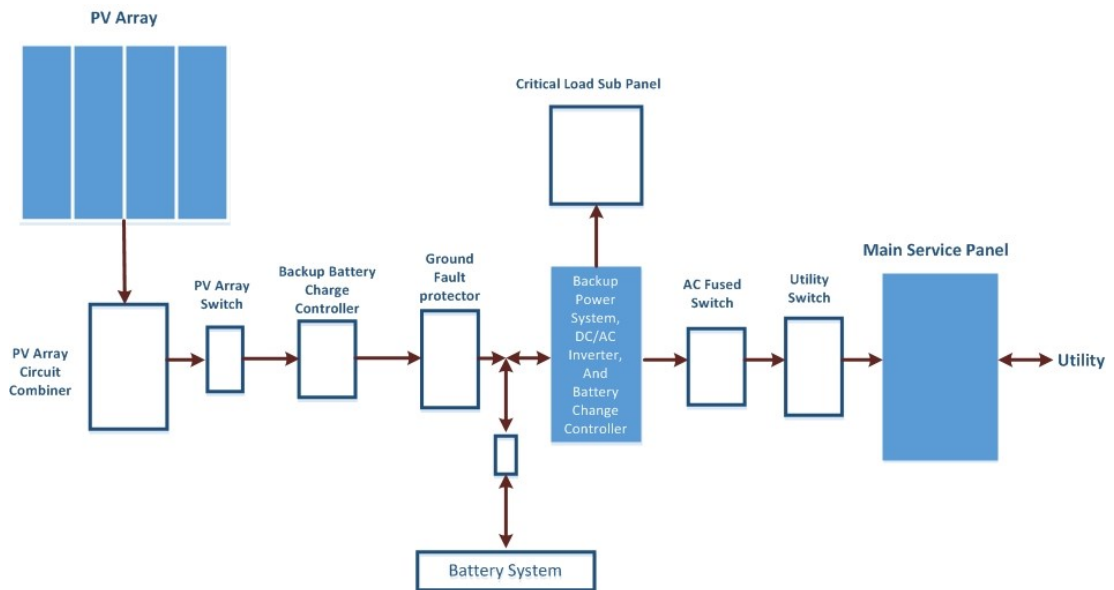 PV Array
Critical Load Sub Panel
PV Array
Switch
Backup Battery
Charge
Controller
Ground
Fault
protector
Backup
Power
System,
DC/AC
Inverter,
And
Battery
Change
Controller
AC Fused
Switch
Utility
Switch
Main Service Panel
PV Array
Circuit
Combiner
Utility
Battery System